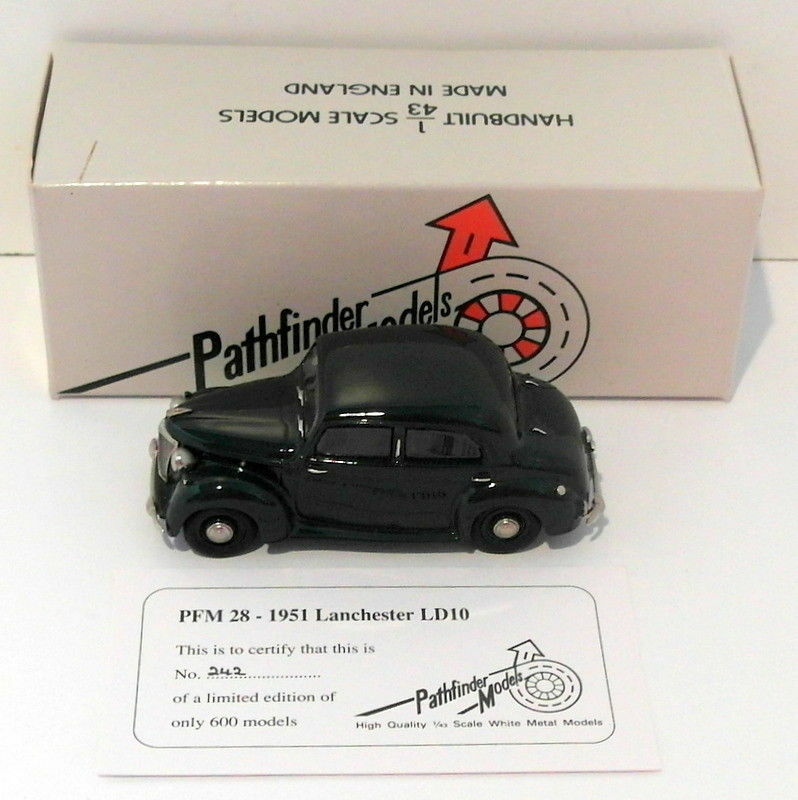 HANDBUILT 1/43 SCALE MODELS
MADE IN ENGLAND
Pathfinder
odels
PFM 28 - 1951 Lanchester LD10
This is to certify that this is
No. 242
of a limited edition of
only 600 models
Pathfinder
Models
High Quality 1/43 Scale White Metal Models